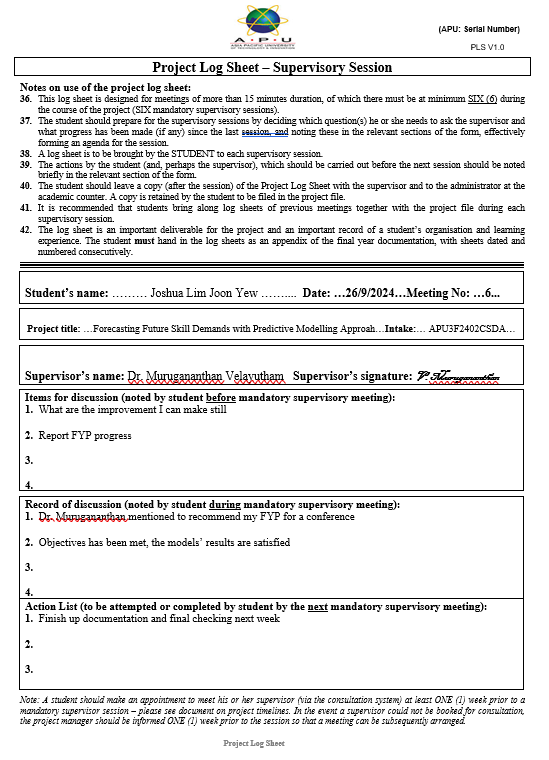 A • P • U
ASIA PACIFIC UNIVERSITY
OF TECHNOLOGY & INNOVATION
(APU: Serial Number)
PLS V1.0
Project Log Sheet – Supervisory Session
Notes on use of the project log sheet:
36. This log sheet is designed for meetings of more than 15 minutes duration, of which there must be at minimum SIX (6) during
the course of the project (SIX mandatory supervisory sessions).
37. The student should prepare for the supervisory sessions by deciding which question(s) he or she needs to ask the supervisor and
what progress has been made (if any) since the last session, and noting these in the relevant sections of the form, effectively
forming an agenda for the session.
38. A log sheet is to be brought by the STUDENT to each supervisory session.
39. The actions by the student (and, perhaps the supervisor), which should be carried out before the next session should be noted
briefly in the relevant section of the form.
40. The student should leave a copy (after the session) of the Project Log Sheet with the supervisor and to the administrator at the
academic counter. A copy is retained by the student to be filed in the project file.
41. It is recommended that students bring along log sheets of previous meetings together with the project file during each
supervisory session.
42. The log sheet is an important deliverable for the project and an important record of a student's organisation and learning
experience. The student must hand in the log sheets as an appendix of the final year documentation, with sheets dated and
numbered consecutively.
Student's name: ……… Joshua Lim Joon Yew ……..... Date: …26/9/2024…Meeting No: …6...
Project title: …Forecasting Future Skill Demands with Predictive Modelling Approah…Intake:… APU3F2402CSDA…
Supervisor's name: Dr. Murugananthan Velayutham Supervisor's signature: V. Murugananthan
Items for discussion (noted by student before mandatory supervisory meeting):
1. What are the improvement I can make still
2. Report FYP progress
3.
4.
Record of discussion (noted by student during mandatory supervisory meeting):
1. Dr. Murugananthan mentioned to recommend my FYP for a conference
2. Objectives has been met, the models' results are satisfied
3.
4.
Action List (to be attempted or completed by student by the next mandatory supervisory meeting):
1. Finish up documentation and final checking next week
2.
3.
Note: A student should make an appointment to meet his or her supervisor (via the consultation system) at least ONE (1) week prior to a
mandatory supervisor session – please see document on project timelines. In the event a supervisor could not be booked for consultation,
the project manager should be informed ONE (1) week prior to the session so that a meeting can be subsequently arranged.
Project Log Sheet